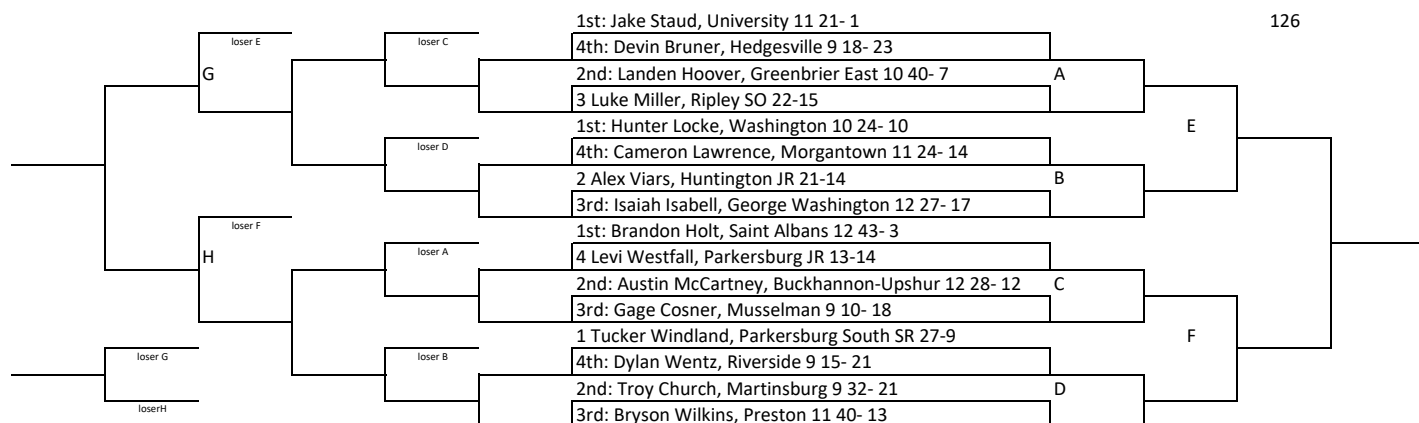 1st: Jake Staud, University 11 21- 1
126
loser E
loser C
4th: Devin Bruner, Hedgesville 9 18- 23
G
2nd: Landen Hoover, Greenbrier East 10 40- 7
A
3 Luke Miller, Ripley SO 22-15
1st: Hunter Locke, Washington 10 24- 10
E
loser D
4th: Cameron Lawrence, Morgantown 11 24- 14
2 Alex Viars, Huntington JR 21-14
B
3rd: Isaiah Isabell, George Washington 12 27- 17
loser F
1st: Brandon Holt, Saint Albans 12 43- 3
H
loser A
4 Levi Westfall, Parkersburg JR 13-14
2nd: Austin McCartney, Buckhannon-Upshur 12 28- 12
C
3rd: Gage Cosner, Musselman 9 10- 18
1 Tucker Windland, Parkersburg South SR 27-9
F
loser G
loser B
4th: Dylan Wentz, Riverside 9 15- 21
2nd: Troy Church, Martinsburg 9 32- 21
D
loserH
3rd: Bryson Wilkins, Preston 11 40- 13